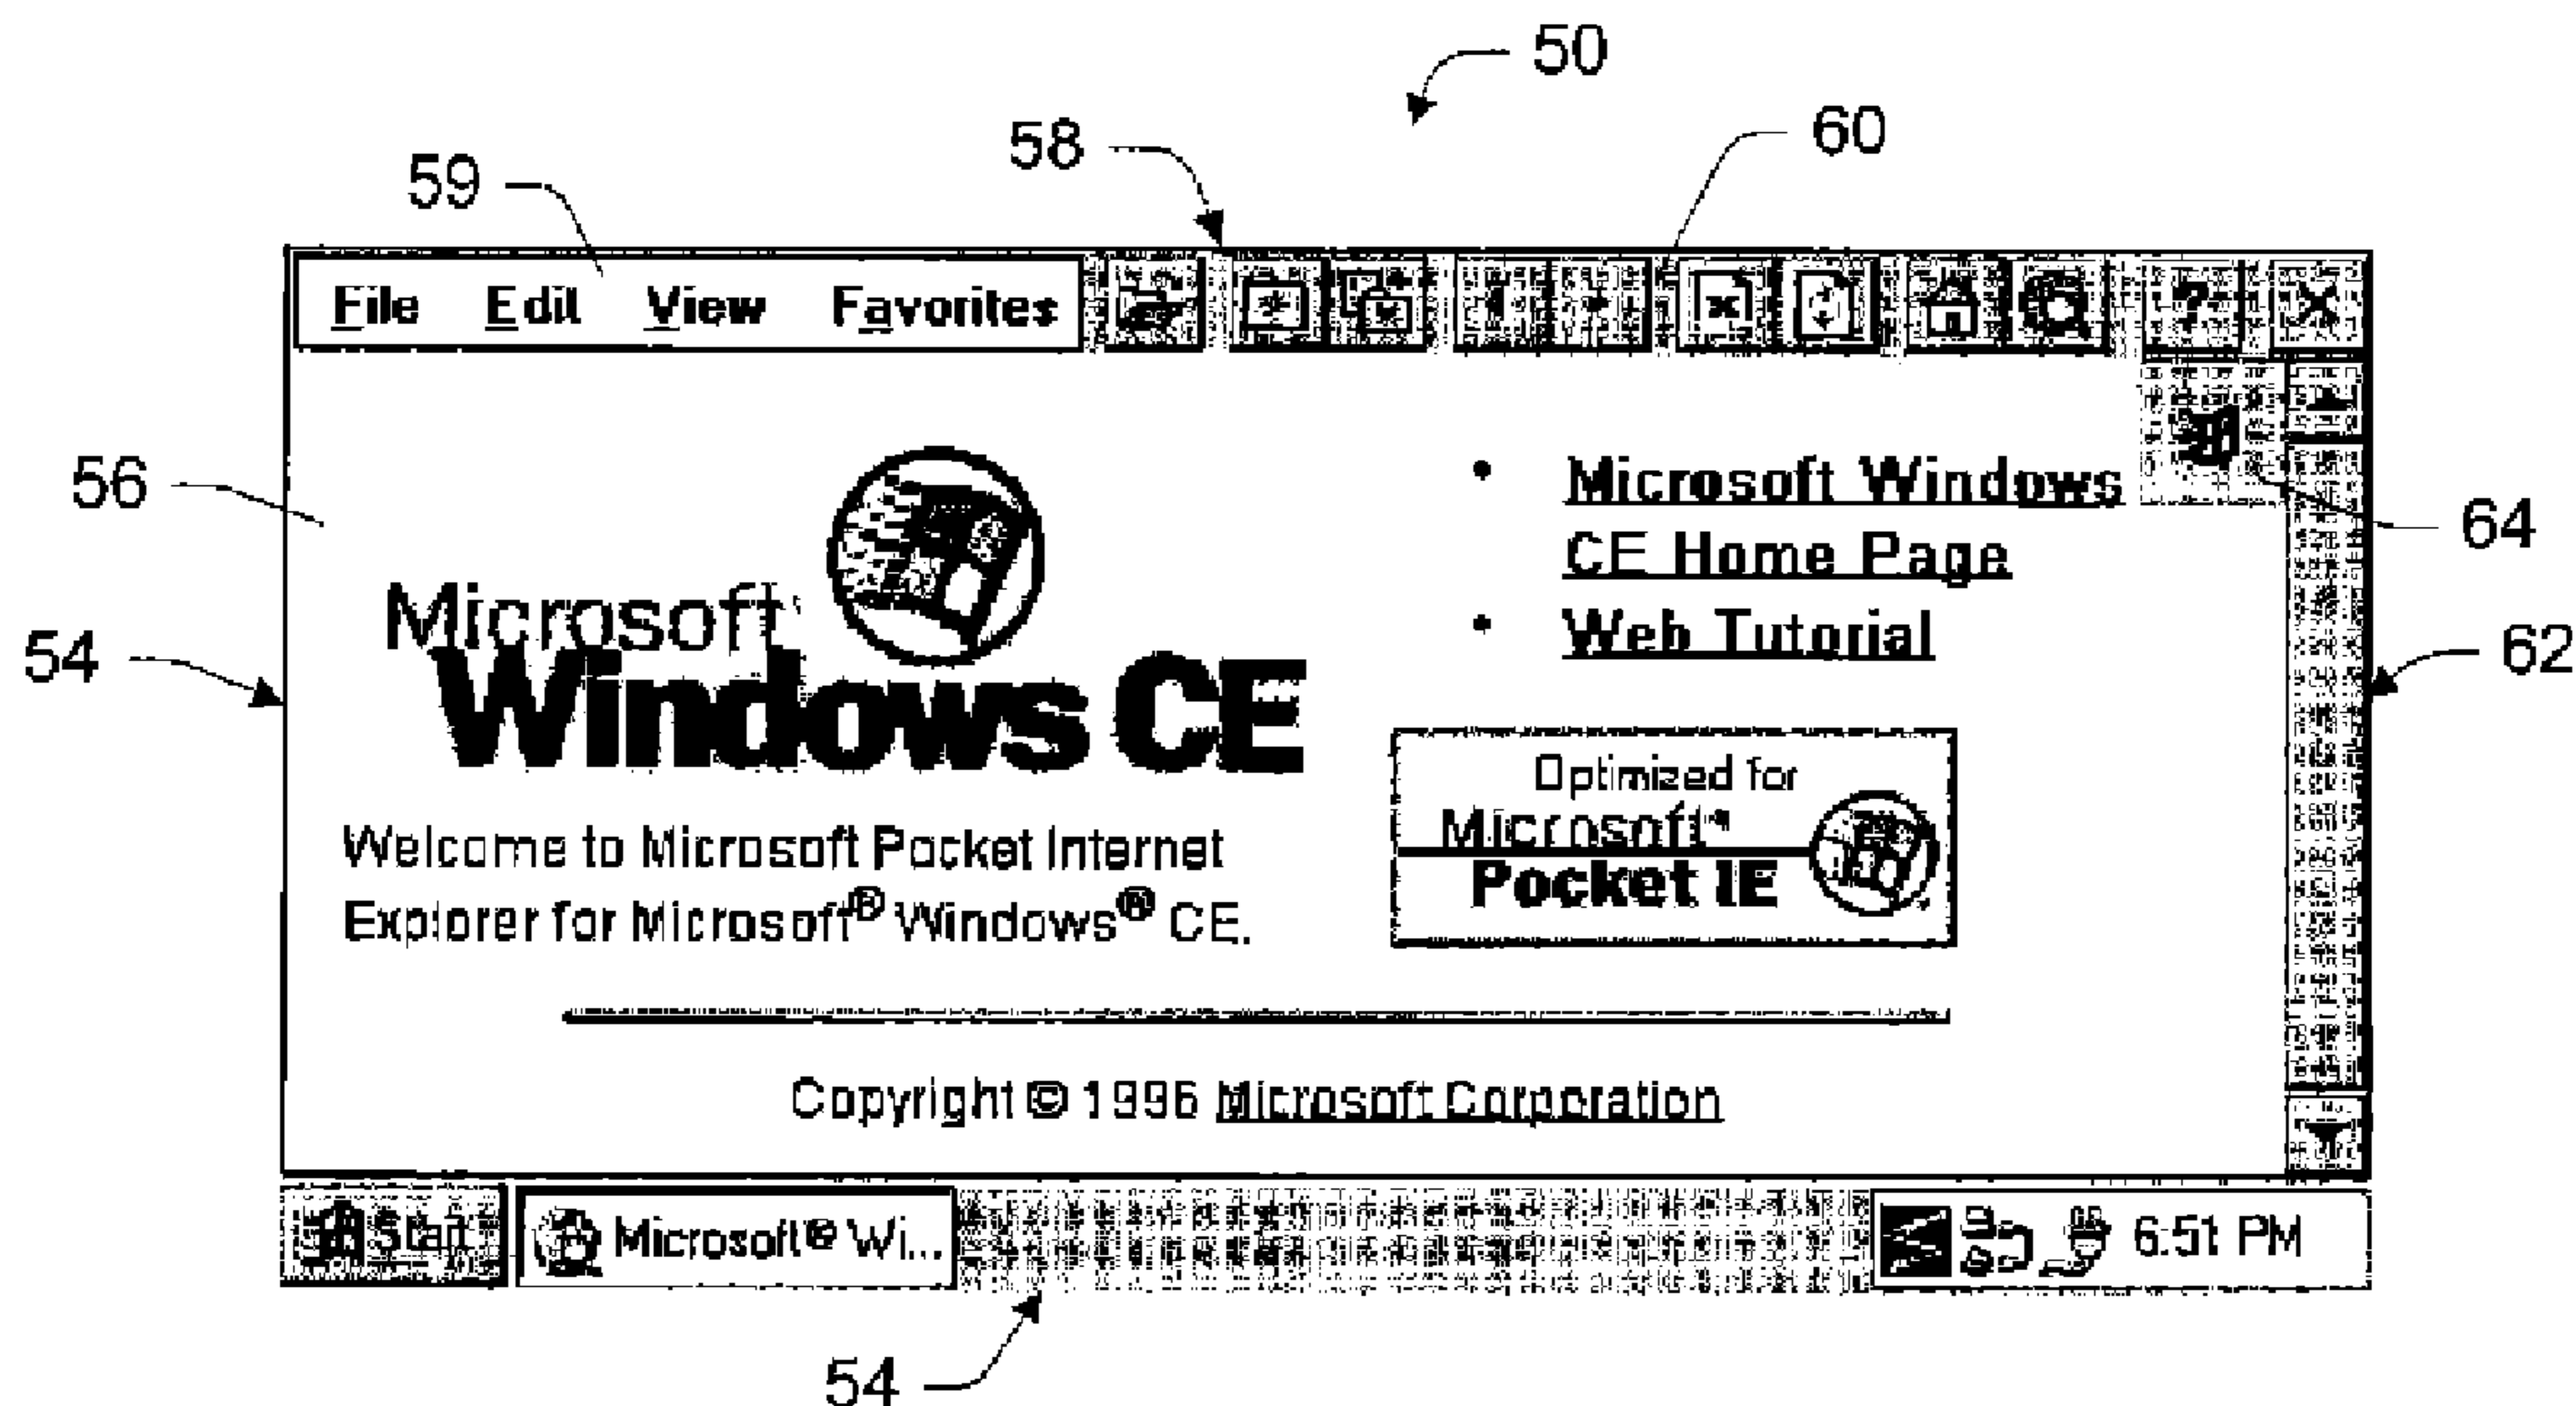 50
58
60
59
File Edit View Favorites ? X
56
Microsoft
Windows CE
• Microsoft Windows
CE Home Page
• Web Tutorial
64
54
62
Optimized for
Microsoft
Pocket IE
Welcome to Microsoft Pocket Internet
Explorer for Microsoft® Windows® CE.
Copyright © 1996 Microsoft Corporation
Start Microsoft® Wi... 6:51 PM
54